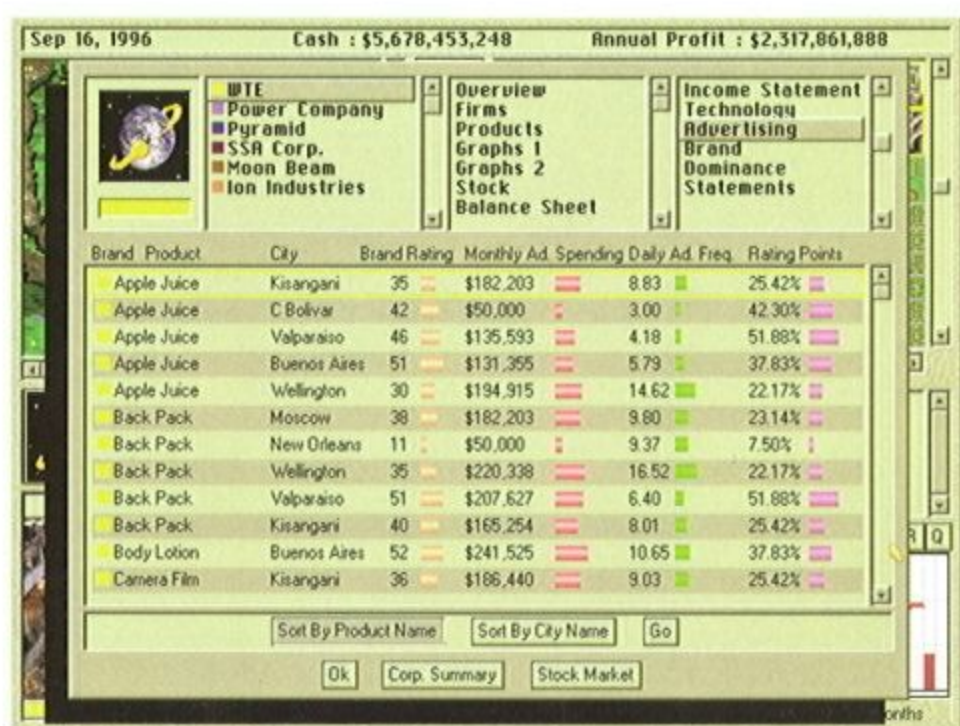 Sep 16, 1996 Cash : $5,678,453,248 Annual Profit : $2,317,861,888
WTE
Power Company
Pyramid
SSA Corp.
Moon Beam
Ion Industries
Overview
Firms
Products
Graphs 1
Graphs 2
Stock
Balance Sheet
Income Statement
Technology
Advertising
Brand
Dominance
Statements
Brand Product City Brand Rating Monthly Ad. Spending Daily Ad. Freq. Rating Points
Apple Juice Kisangani 35 $182,203 8.83 25.42%
Apple Juice C Bolivar 42 $50,000 3.00 42.30%
Apple Juice Valparaiso 46 $135,593 4.18 51.88%
Apple Juice Buenos Aires 51 $131,355 5.79 37.83%
Apple Juice Wellington 30 $194,915 14.62 22.17%
Back Pack Moscow 38 $182,203 9.80 23.14%
Back Pack New Orleans 11 $50,000 9.37 7.50%
Back Pack Wellington 35 $220,338 16.52 22.17%
Back Pack Valparaiso 51 $207,627 6.40 51.88%
Back Pack Kisangani 40 $165,254 8.01 25.42%
Body Lotion Buenos Aires 52 $241,525 10.65 37.83%
Camera Film Kisangani 36 $186,440 9.03 25.42%
R Q
Sort By Product Name Sort By City Name Go
Ok Corp. Summary Stock Market
onths